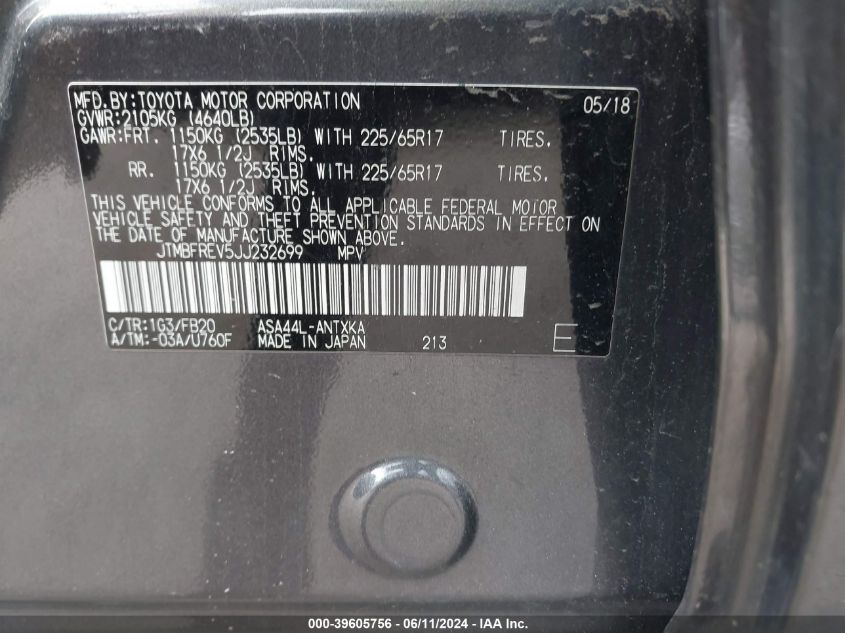 MFD.BY:TOYOTA MOTOR CORPORATION 05/18
GVWR:2105KG (4640LB)
GAWR:FRT. 1150KG (2535LB) WITH 225/65R17 TIRES.
17X6 1/2J RIMS.
RR. 1150KG (2535LB) WITH 225/65R17 TIRES.
17X6 1/2J RIMS.
THIS VEHICLE CONFORMS TO ALL APPLICABLE FEDERAL MOTOR
VEHICLE SAFETY AND THEFT PREVENTION STANDARDS IN EFFECT ON
THE DATE OF MANUFACTURE SHOWN ABOVE.
JTMBFREV5JJ232699 MPV
C/TR:1G3/FB20 ASA44L-ANTXKA
A/TM:-03A/U760F MADE IN JAPAN 213 E
000-39605756 - 06/11/2024 - IAA Inc.